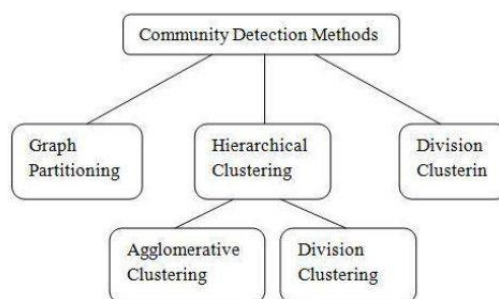 Community Detection Methods
Graph
Partitioning
Hierarchical
Clustering
Division
Clusterin
Agglomerative
Clustering
Division
Clustering